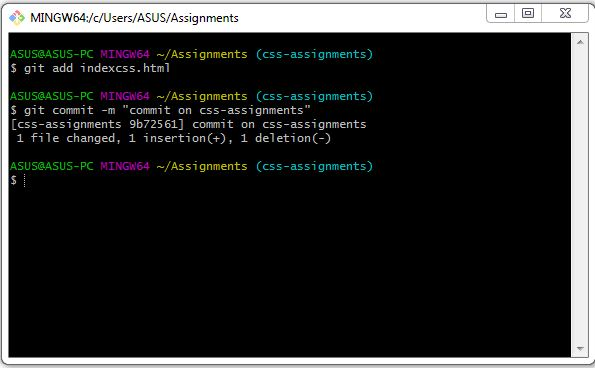 MINGW64:/c/Users/ASUS/Assignments
ASUS@ASUS-PC MINGW64 ~/Assignments (css-assignments)
$ git add indexcss.html
ASUS@ASUS-PC MINGW64 ~/Assignments (css-assignments)
$ git commit -m "commit on css-assignments"
[css-assignments 9b72561] commit on css-assignments
 1 file changed, 1 insertion(+), 1 deletion(-)
ASUS@ASUS-PC MINGW64 ~/Assignments (css-assignments)
$